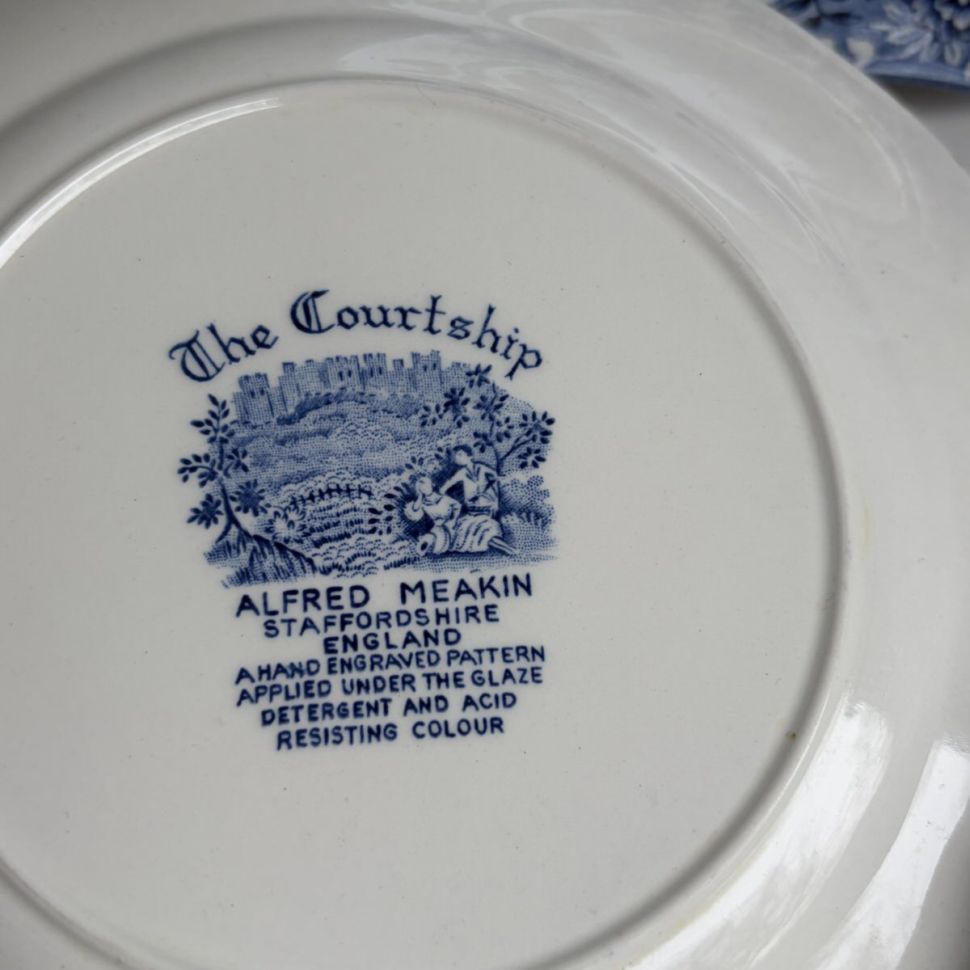 The Courtship
ALFRED MEAKIN
STAFFORDSHIRE
ENGLAND
A HAND ENGRAVED PATTERN
APPLIED UNDER THE GLAZE
DETERGENT AND ACID
RESISTING COLOUR